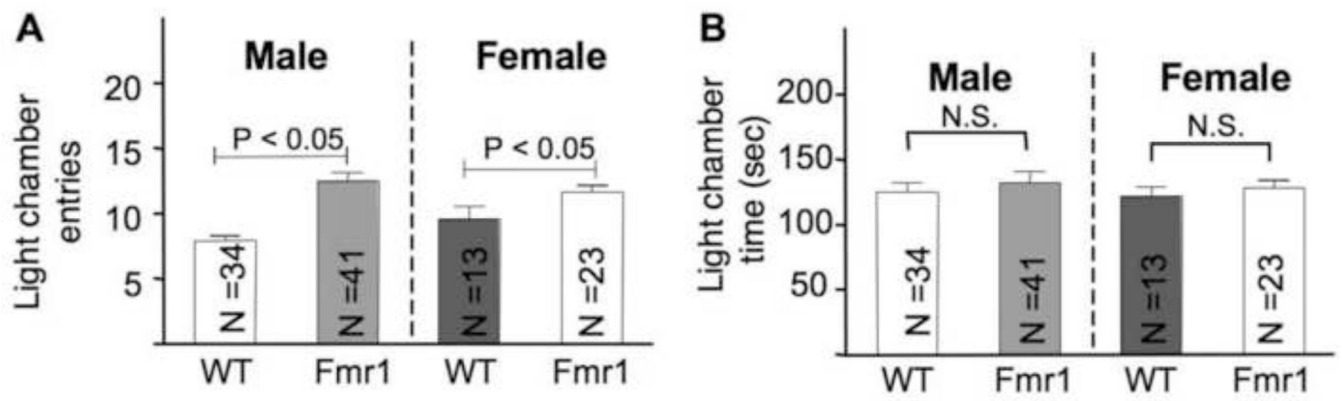 A
Male
Female
Light chamber
entries
20
15
10
5
P < 0.05
P < 0.05
N =34
N =41
N =13
N =23
WT
Fmr1
WT
Fmr1
B
Male
Female
Light chamber
time (sec)
200
150
100
50
N.S.
N.S.
N =34
N =41
N =13
N =23
WT
Fmr1
WT
Fmr1